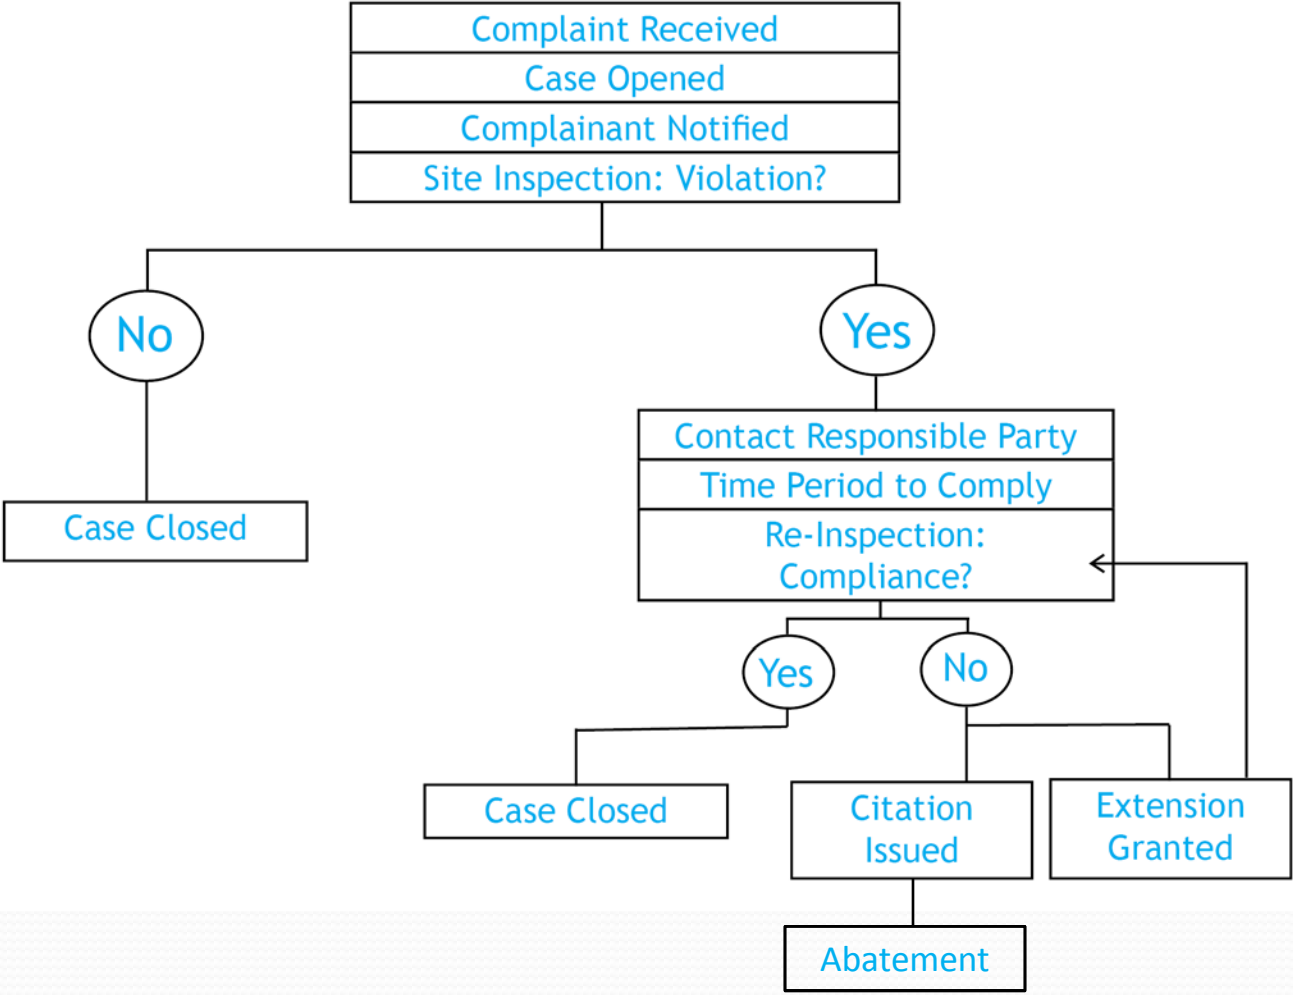 Complaint Received
Case Opened
Complainant Notified
Site Inspection: Violation?
No
Yes
Case Closed
Contact Responsible Party
Time Period to Comply
Re-Inspection:
Compliance?
Yes
No
Case Closed
Citation
Issued
Extension
Granted
Abatement